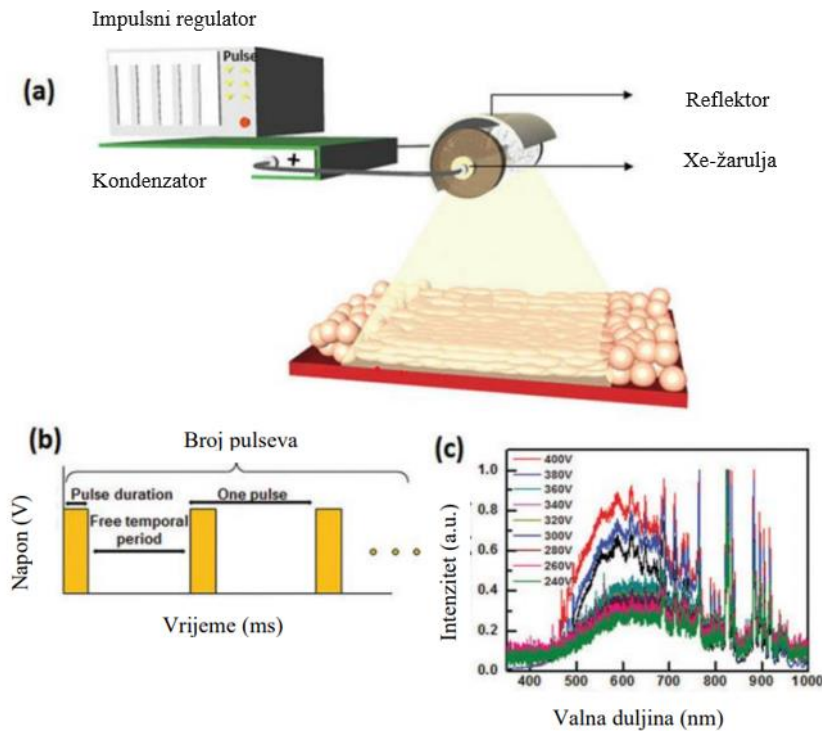 Impulsni regulator
Pulse
(a)
Reflektor
+
Kondenzator
Xe-žarulja
(b)
Broj pulseva
Pulse duration
One pulse
Free temporal
period
Napon (V)
Vrijeme (ms)
(c)
400V
380V
360V
340V
320V
300V
280V
260V
240V
1.0
0.8
0.6
0.4
0.2
0.0
Intenzitet (a.u.)
400 500 600 700 800 900 1000
Valna duljina (nm)